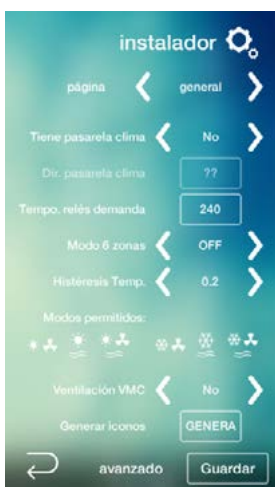 instalador
página general
Tiene pasarela clima No
Dir. pasarela clima ??
Tempo. relés demanda 240
Modo 6 zonas OFF
Histéresis Temp. 0.2
Modos permitidos:
Ventilación VMC No
Generar iconos GENERA
avanzado Guardar